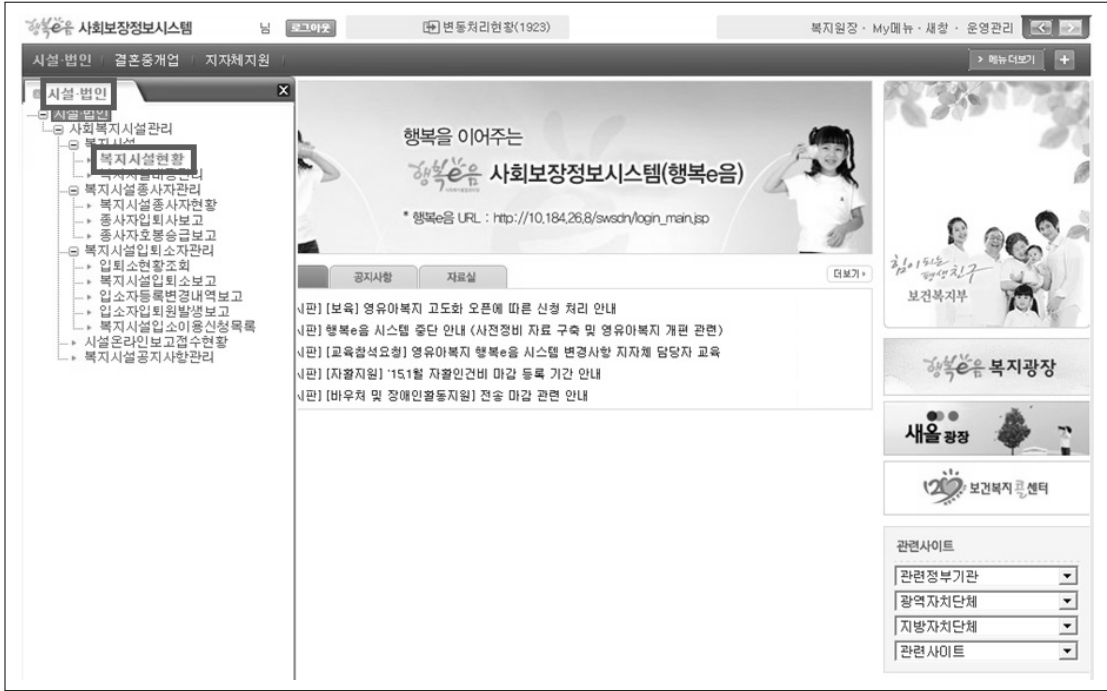 행복e음 사회보장정보시스템 님 로그아웃 변동처리현황(1923) 복지원장 · My메뉴 · 새창 · 운영관리
시설·법인 결혼중개업 지자체지원 > 메뉴더보기 +
시설·법인 X
시설·법인
사회복지시설관리
복지시설
복지시설현황
복지시설종사자관리
복지시설종사자현황
종사자입퇴사보고
종사자호봉승급보고
복지시설입퇴소자관리
입퇴소현황조회
복지시설입퇴소보고
입소자등록변경내역보고
입소자입퇴원발생보고
복지시설입소이용신청목록
시설온라인보고접수현황
복지시설공지사항관리
행복을 이어주는
행복e음 사회보장정보시스템(행복e음)
* 행복e음 URL : http://10,184,26,8/swsdn/login_main.jsp
공지사항 자료실 더보기
시판] [보육] 영유아복지 고도화 오픈에 따른 신청 처리 안내
시판] 행복e음 시스템 중단 안내 (사전정비 자료 구축 및 영유아복지 개편 관련)
시판] [교육참석요청] 영유아복지 행복e음 시스템 변경사항 지자체 담당자 교육
시판] [자활지원] '15.1월 자활인건비 마감 등록 기간 안내
시판] [바우처 및 장애인활동지원] 전송 마감 관련 안내
힘이 되는
평생친구
보건복지부
행복e음 복지광장
새올 광장
129 보건복지콜센터
관련사이트
관련정부기관
광역자치단체
지방자치단체
관련사이트